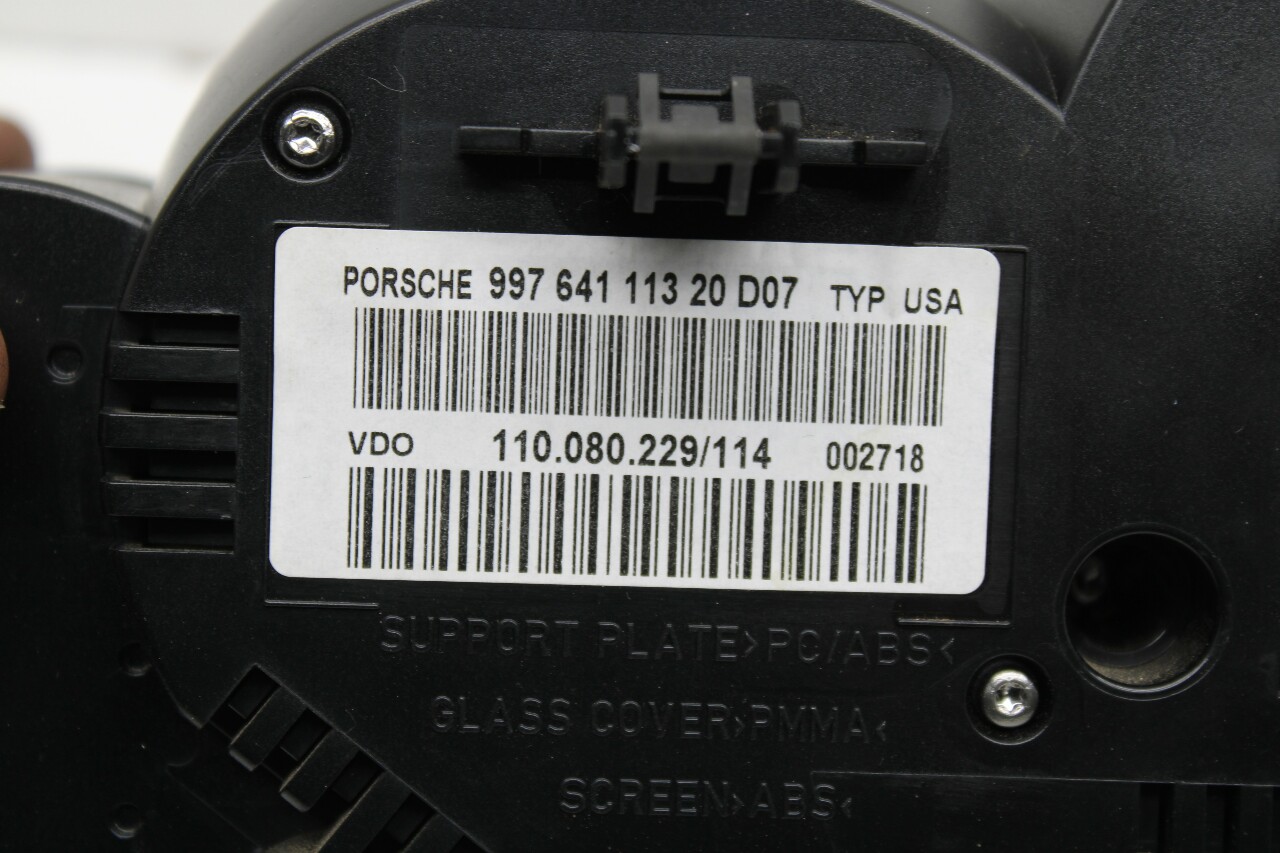 PORSCHE 997 641 113 20 D07 TYP USA
VDO 110.080.229/114 002718
SUPPORT PLATE>PC/ABS<
GLASS COVER>PMMA<
SCREEN>ABS<